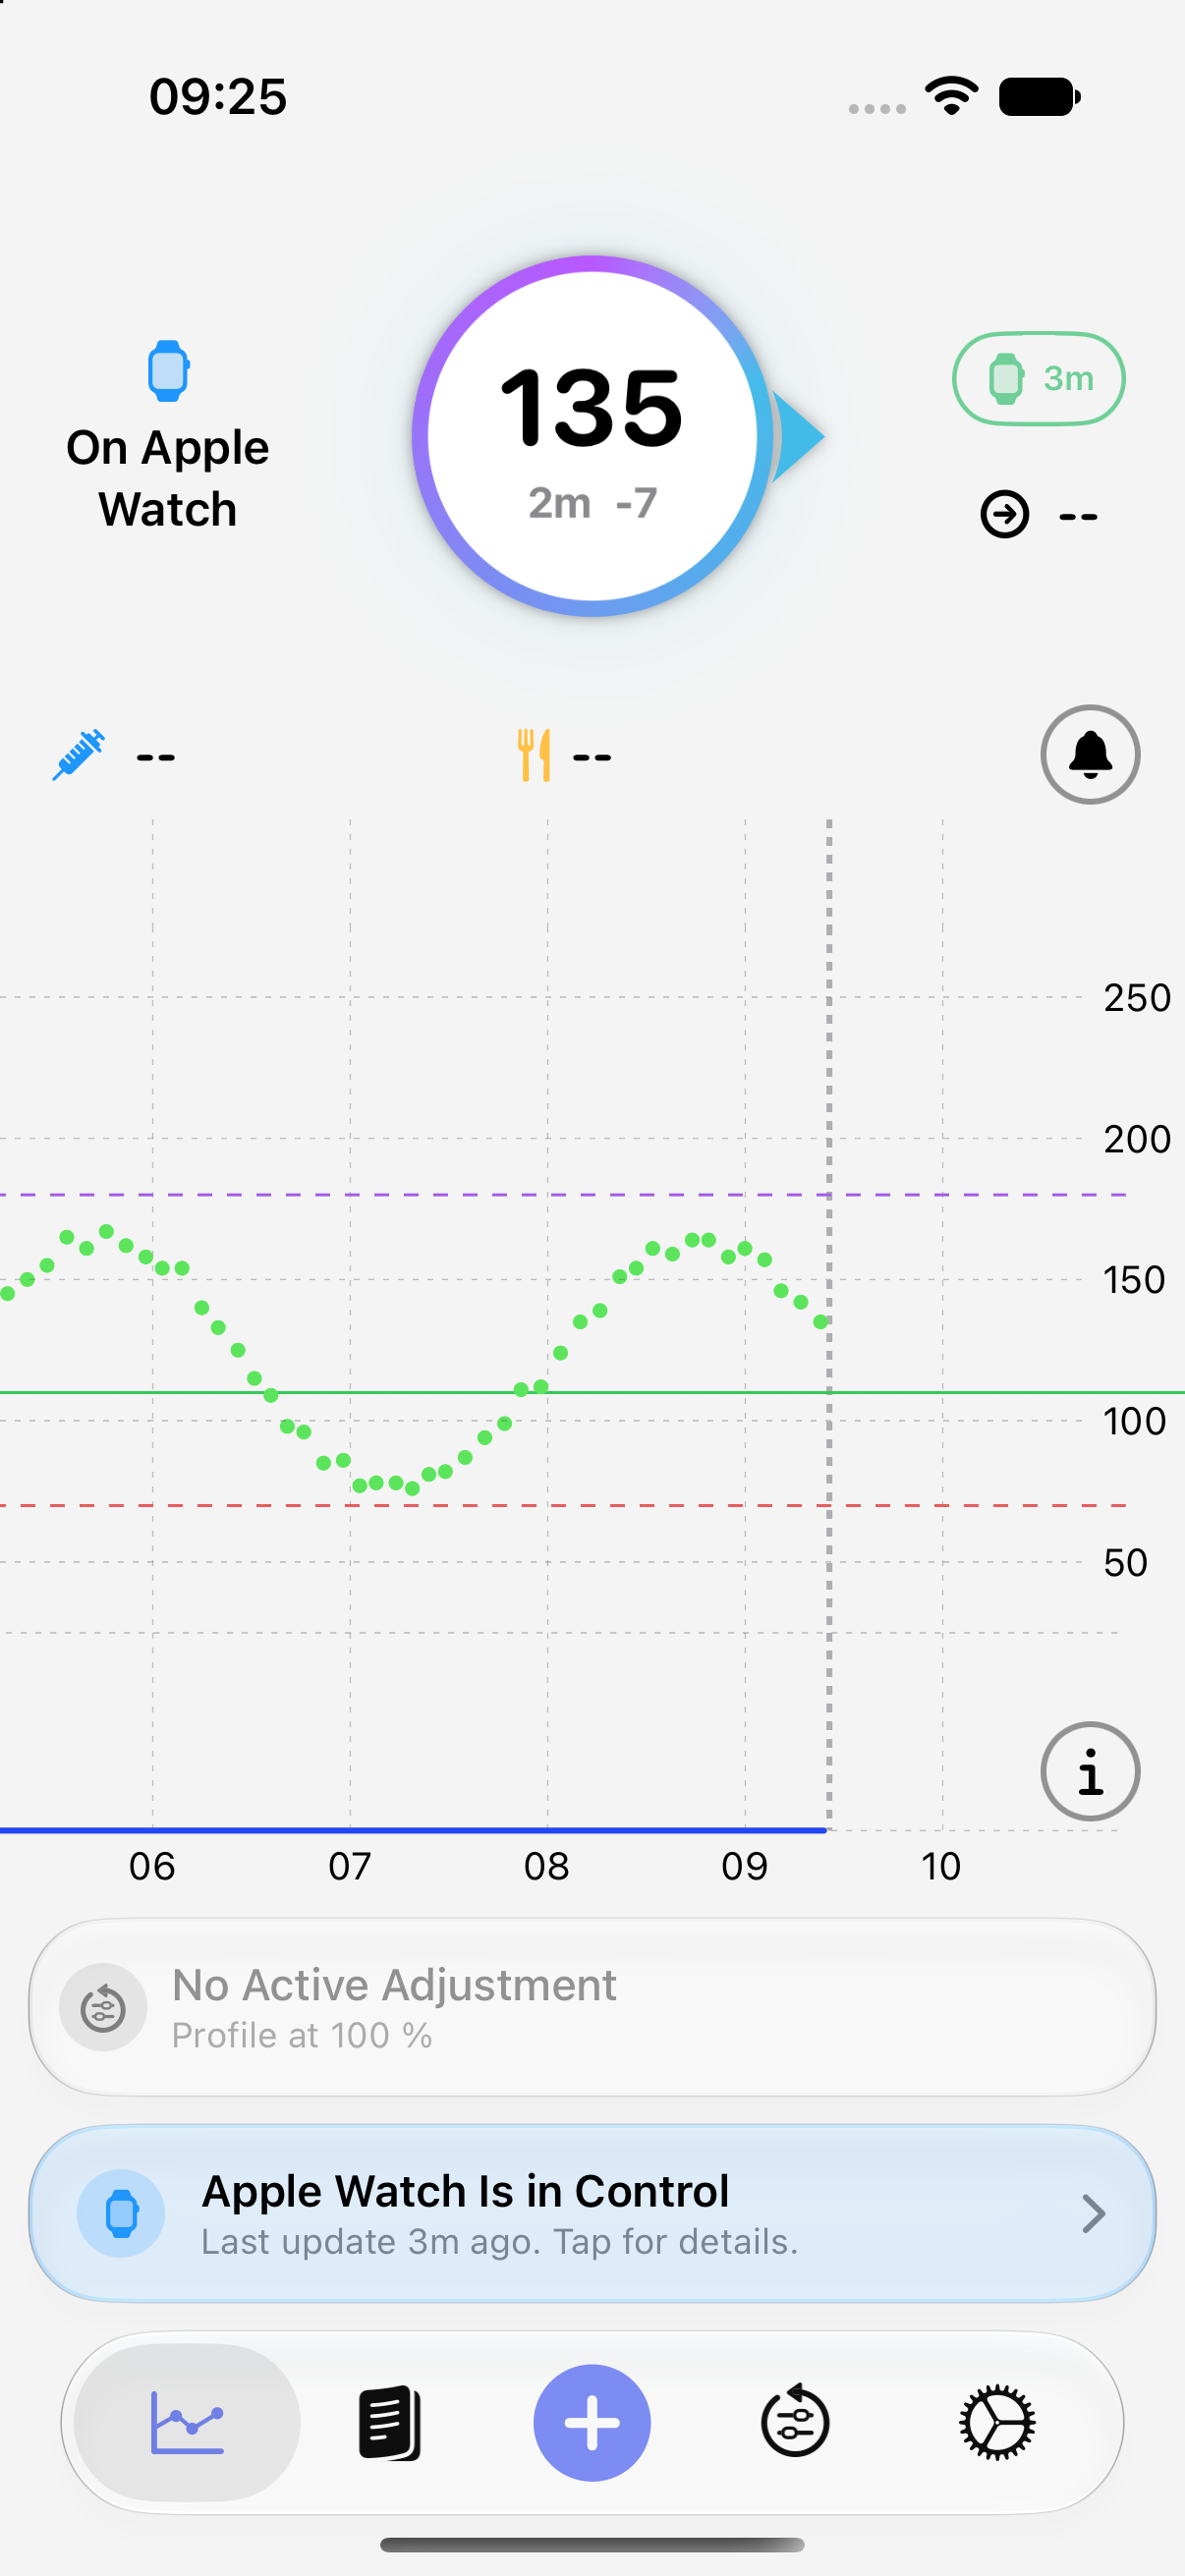 09:25
On Apple
Watch
135
2m -7
3m
--
--
--
250
200
150
100
50
06 07 08 09 10
No Active Adjustment
Profile at 100 %
Apple Watch Is in Control
Last update 3m ago. Tap for details.